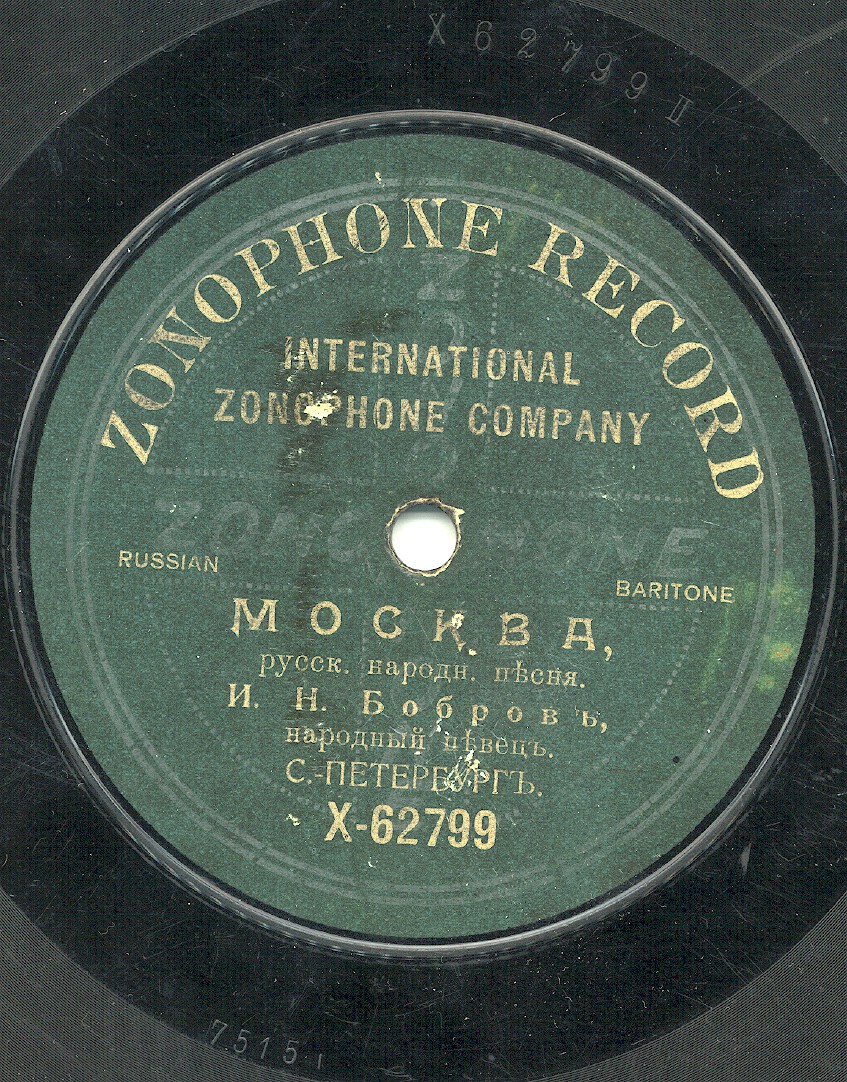 X 62799 II
ZONOPHONE RECORD
INTERNATIONAL
ZONOPHONE COMPANY
ZONOPHONE
RUSSIAN
BARITONE
МОСКВА,
русск. народн. пѣсня.
И. Н. Бобровъ,
народный пѣвецъ.
С.-ПЕТЕРБУРГЪ.
X-62799
7515